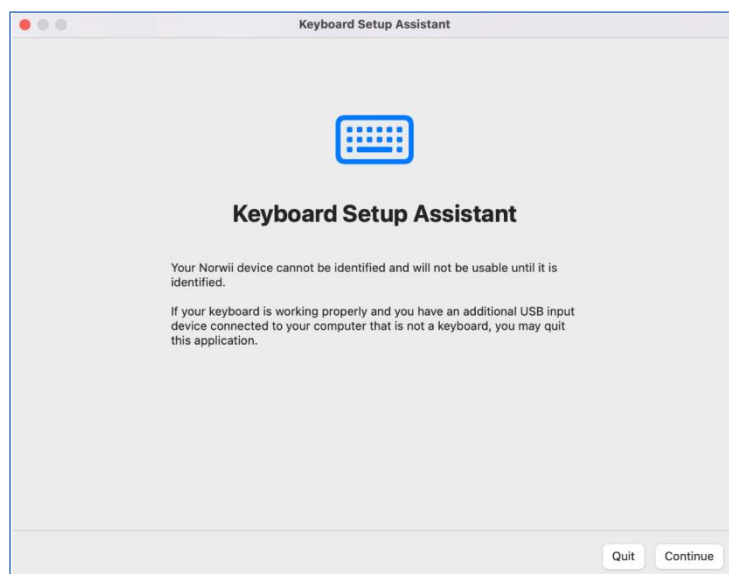 Keyboard Setup Assistant
Keyboard Setup Assistant
Your Norwii device cannot be identified and will not be usable until it is
identified.
If your keyboard is working properly and you have an additional USB input
device connected to your computer that is not a keyboard, you may quit
this application.
Quit Continue